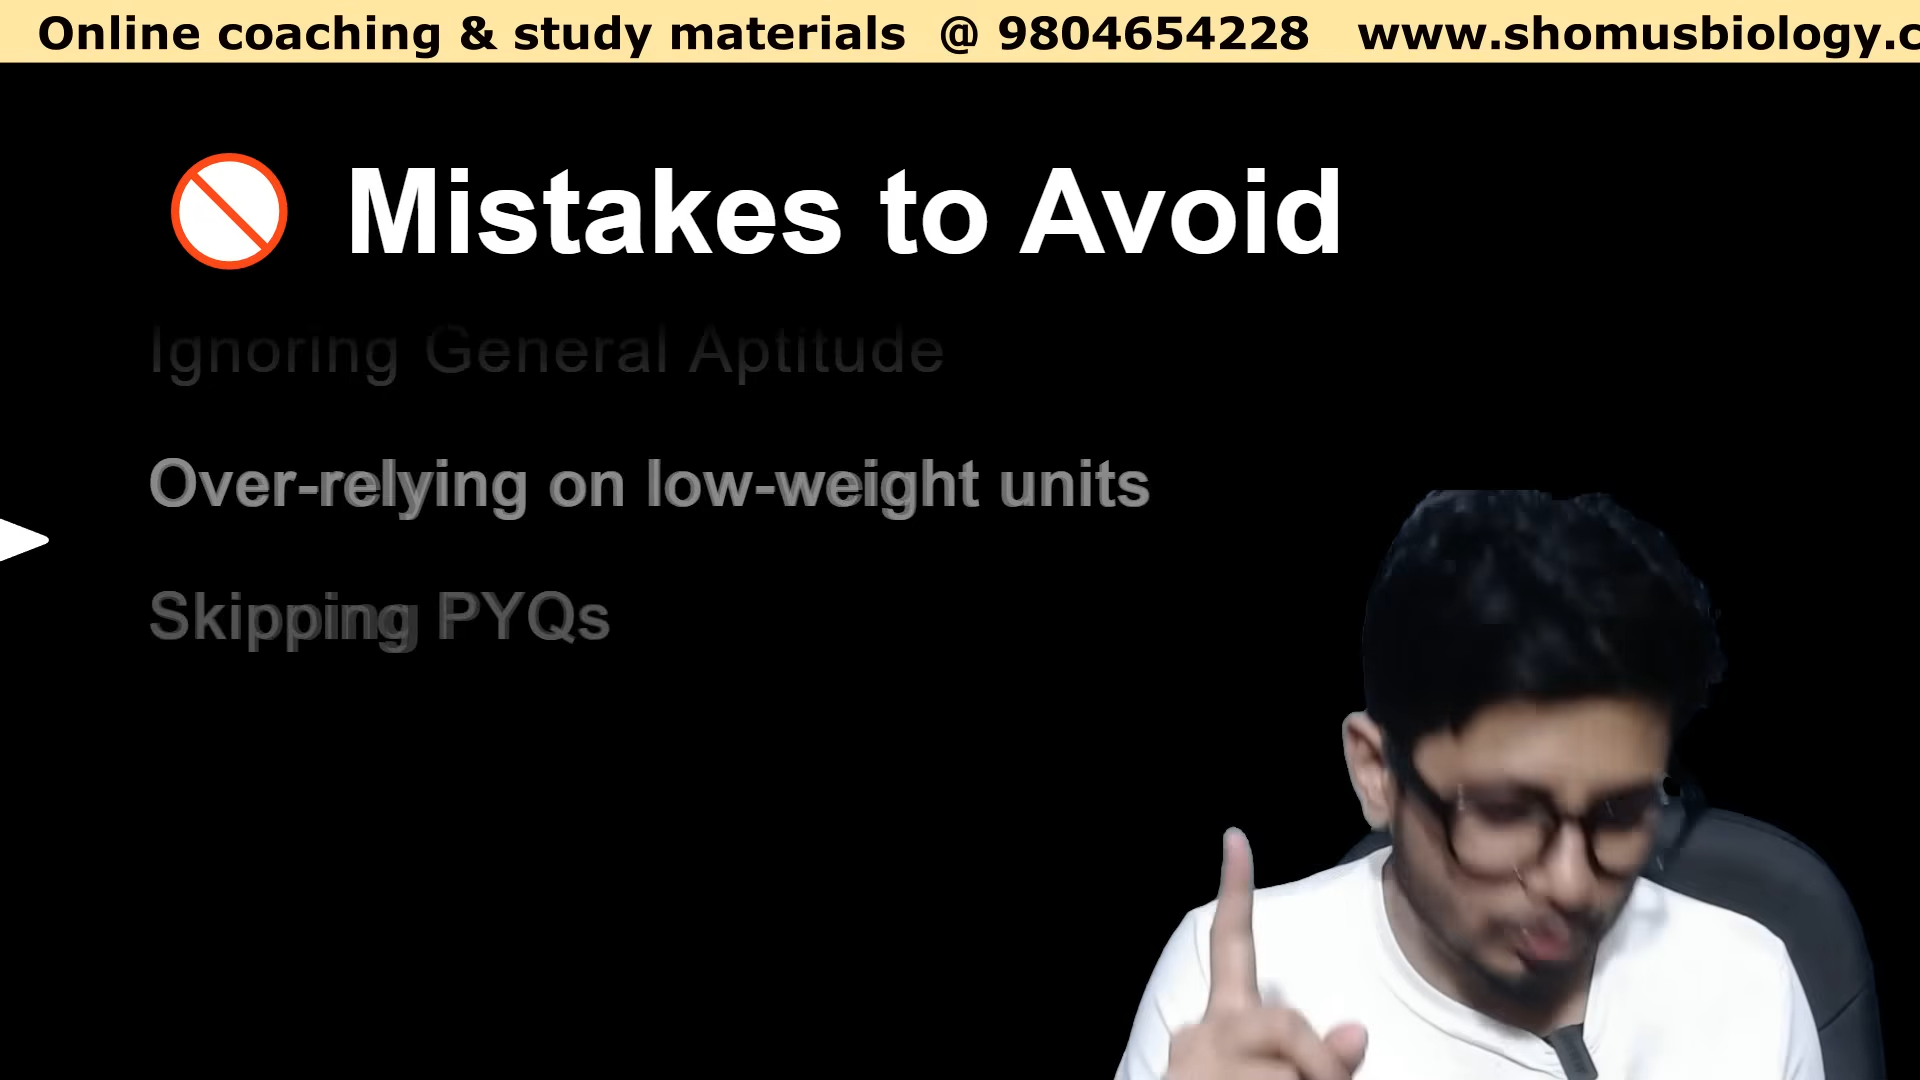 Online coaching & study materials @ 9804654228 www.shomusbiology.c
Mistakes to Avoid
Ignoring General Aptitude
Over-relying on low-weight units
Skipping PYQs